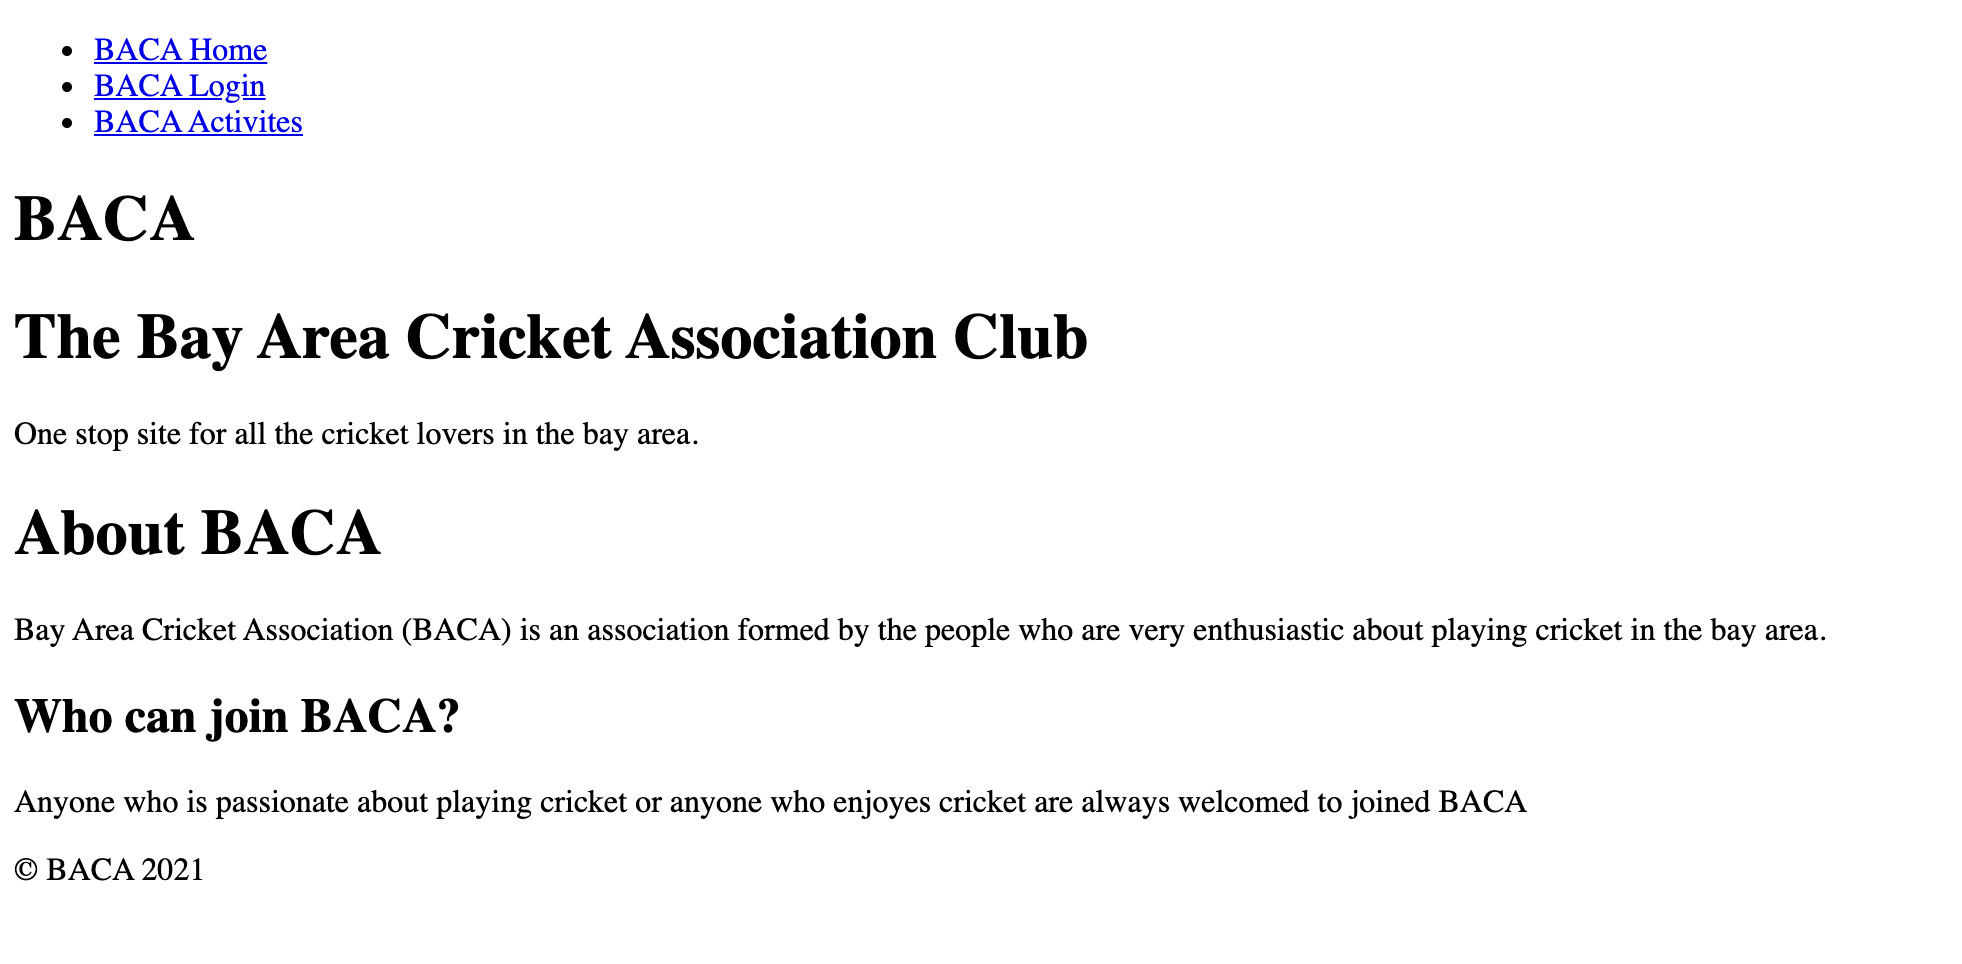 BACA Home
BACA Login
BACA Activites
BACA
The Bay Area Cricket Association Club
One stop site for all the cricket lovers in the bay area.
About BACA
Bay Area Cricket Association (BACA) is an association formed by the people who are very enthusiastic about playing cricket in the bay area.
Who can join BACA?
Anyone who is passionate about playing cricket or anyone who enjoyes cricket are always welcomed to joined BACA
© BACA 2021